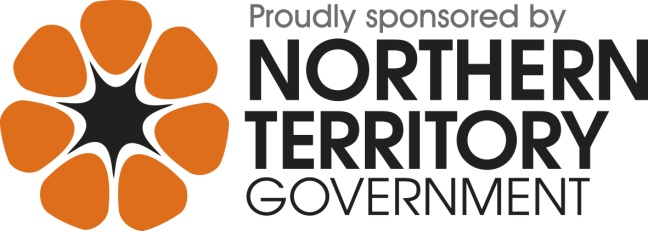 Proudly sponsored by
NORTHERN
TERRITORY
GOVERNMENT